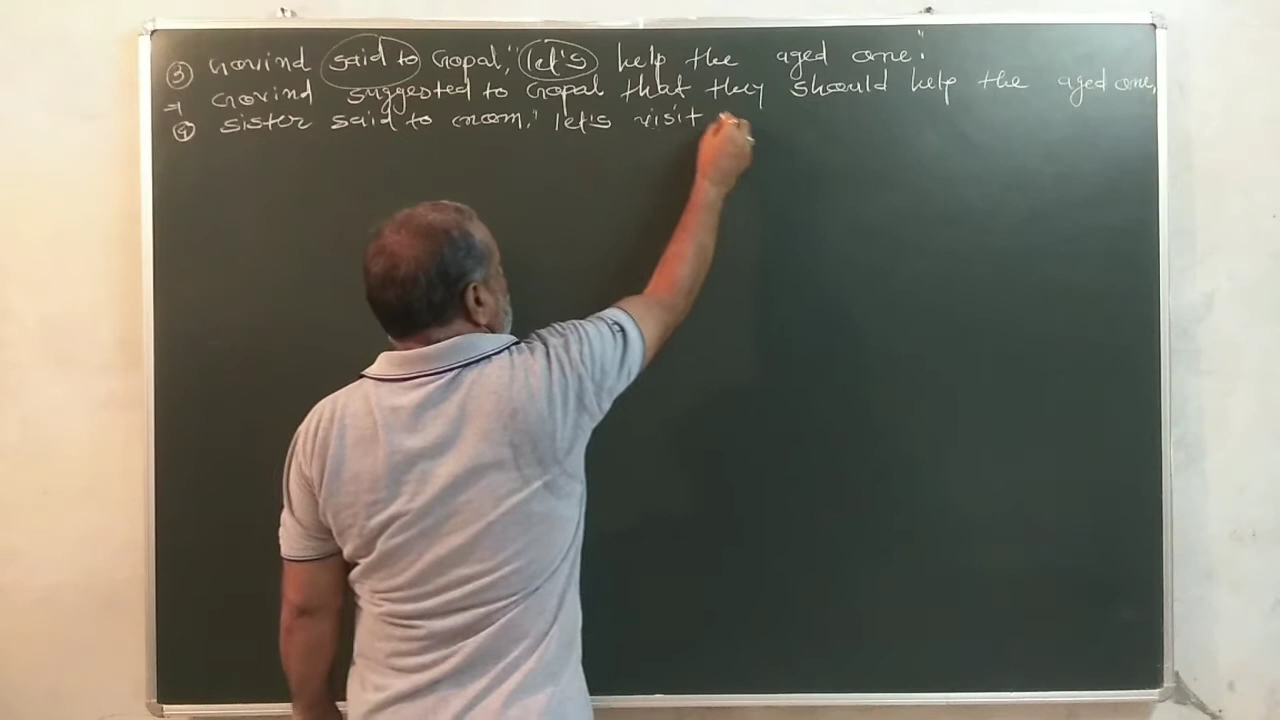 ③ Govind said to Gopal, "let's help the aged one."
⇒ Govind suggested to Gopal that they should help the aged one.
④ sister said to mom, "let's visit